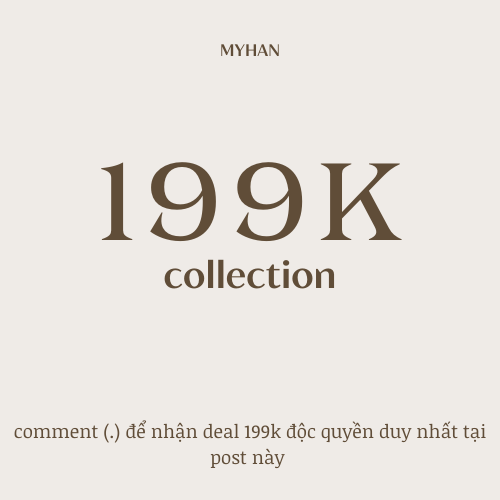 MYHAN
199K
collection
comment (.) để nhận deal 199k độc quyền duy nhất tại
post này